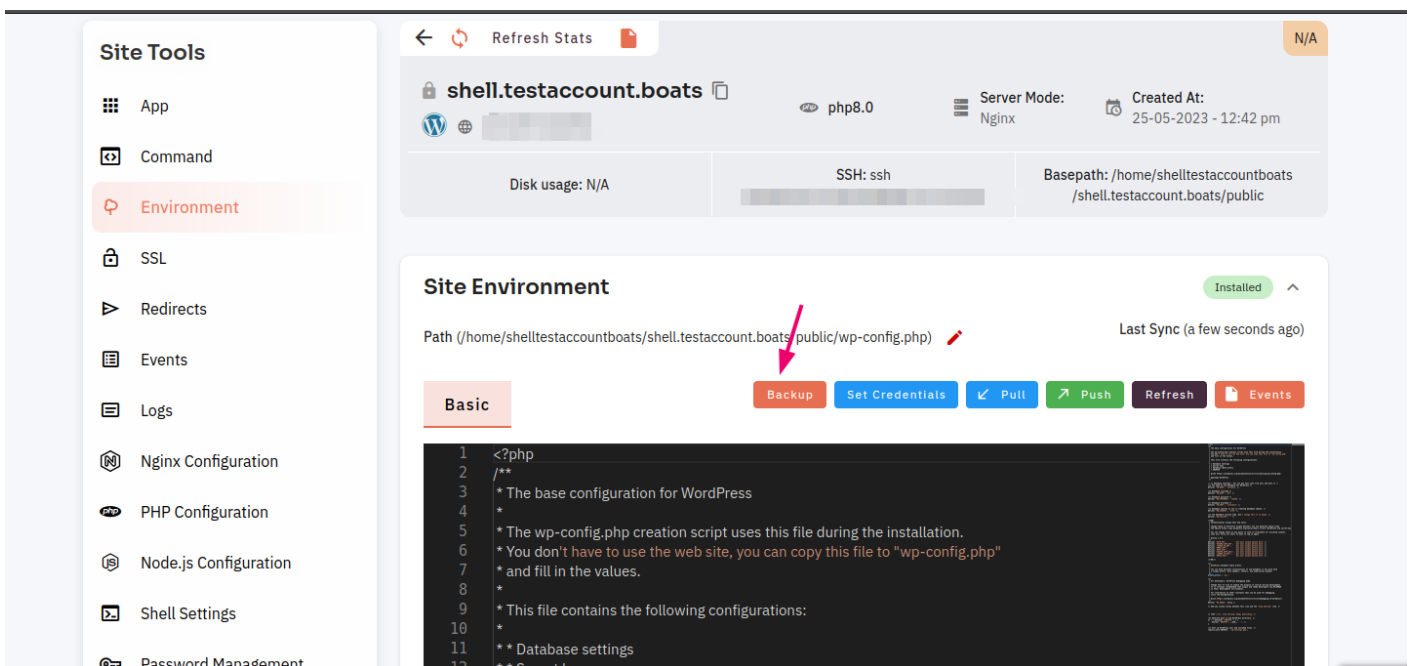 Site Tools
App
Command
Environment
SSL
Redirects
Events
Logs
Nginx Configuration
PHP Configuration
Node.js Configuration
Shell Settings
Password Management
Refresh Stats
N/A
shell.testaccount.boats
php php8.0
Server Mode:
Nginx
Created At:
25-05-2023 - 12:42 pm
Disk usage: N/A
SSH: ssh
Basepath: /home/shelltestaccountboats
/shell.testaccount.boats/public
Site Environment
Installed
Path (/home/shelltestaccountboats/shell.testaccount.boats/public/wp-config.php)
Last Sync (a few seconds ago)
Basic
Backup
Set Credentials
Pull
Push
Refresh
Events
1 <?php
2 /**
3 * The base configuration for WordPress
4 *
5 * The wp-config.php creation script uses this file during the installation.
6 * You don't have to use the web site, you can copy this file to "wp-config.php"
7 * and fill in the values.
8 *
9 * This file contains the following configurations:
10 *
11 * * Database settings
12